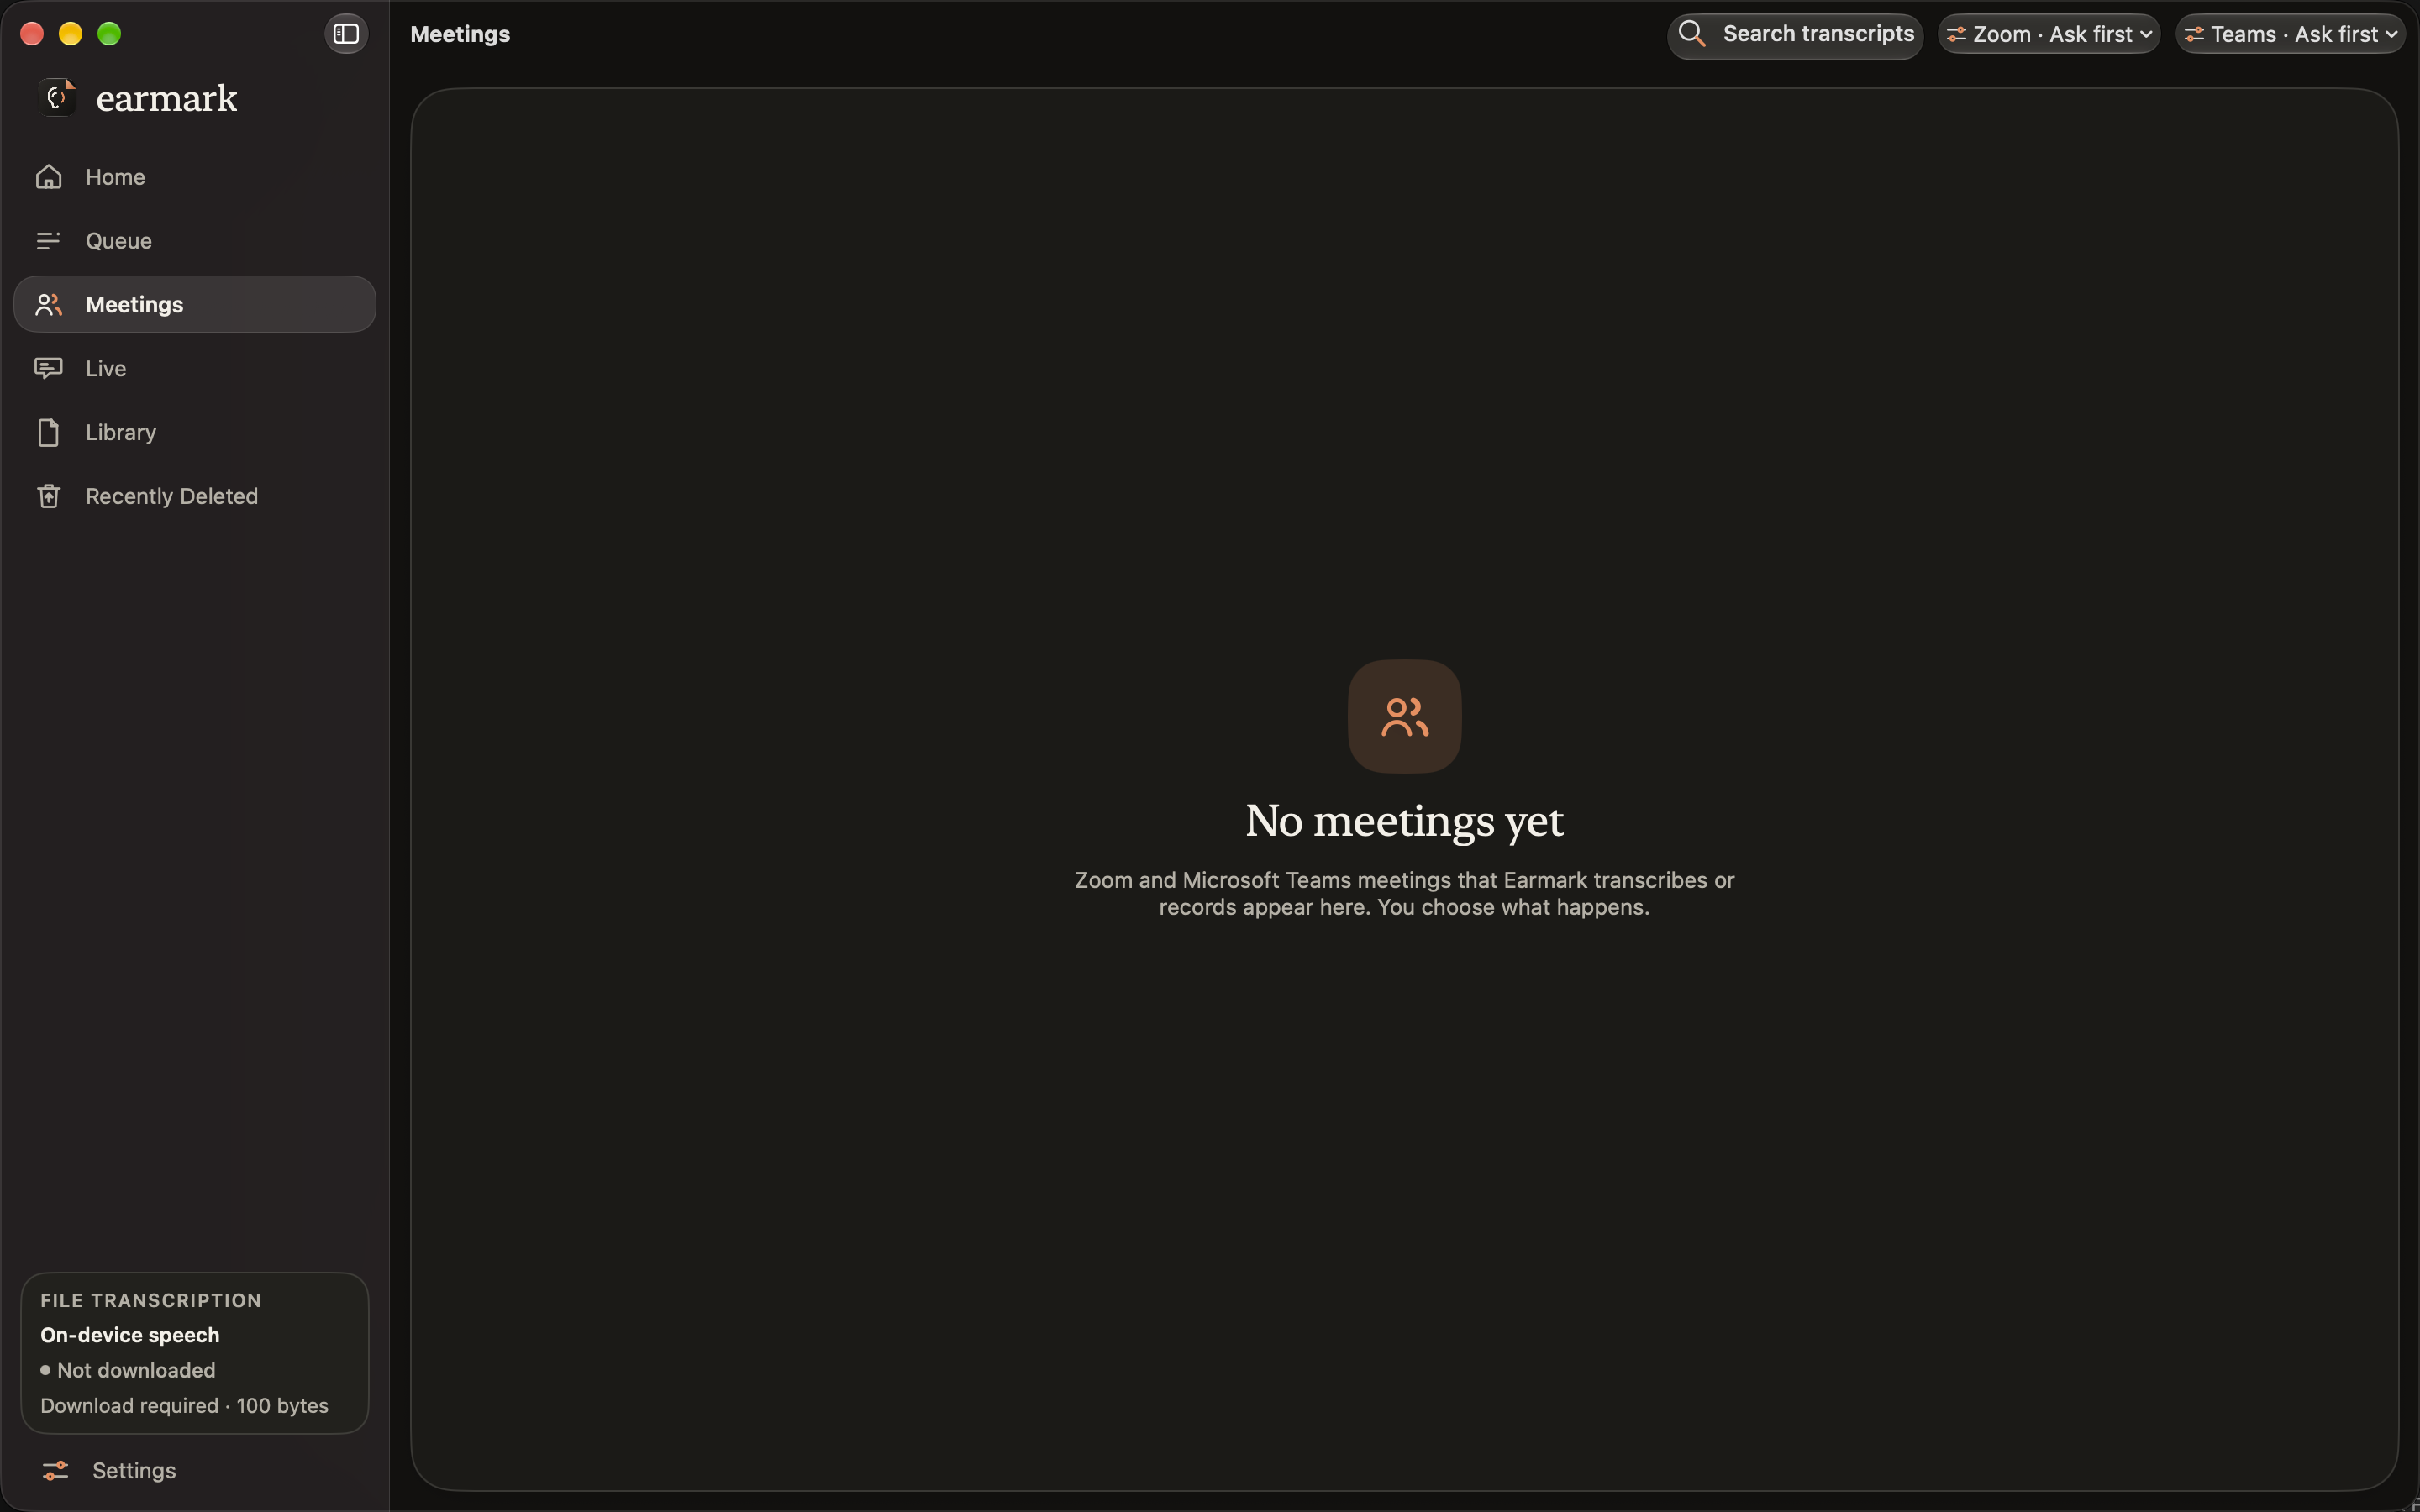 Meetings
Search transcripts
Zoom · Ask first
Teams · Ask first
earmark
Home
Queue
Meetings
Live
Library
Recently Deleted
No meetings yet
Zoom and Microsoft Teams meetings that Earmark transcribes or
records appear here. You choose what happens.
FILE TRANSCRIPTION
On-device speech
Not downloaded
Download required · 100 bytes
Settings